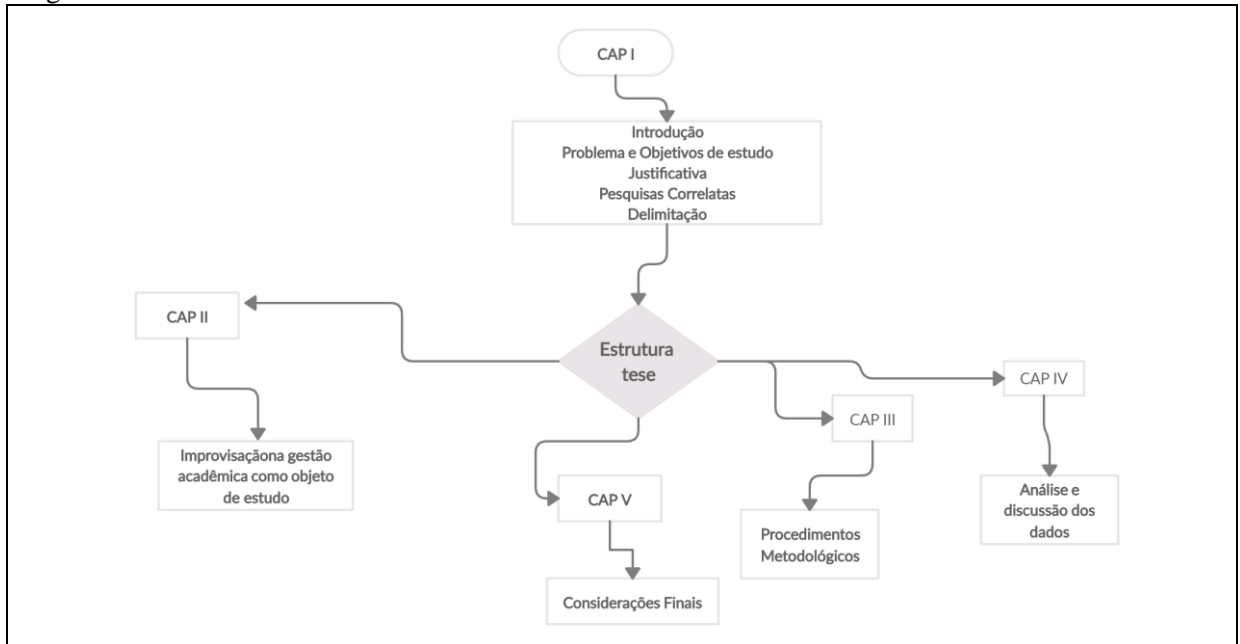 CAP I
Introdução
Problema e Objetivos de estudo
Justificativa
Pesquisas Correlatas
Delimitação
CAP II
Estrutura
tese
CAP IV
CAP III
Improvisaçãona gestão
acadêmica como objeto
de estudo
CAP V
Análise e
discussão dos
dados
Procedimentos
Metodológicos
Considerações Finais